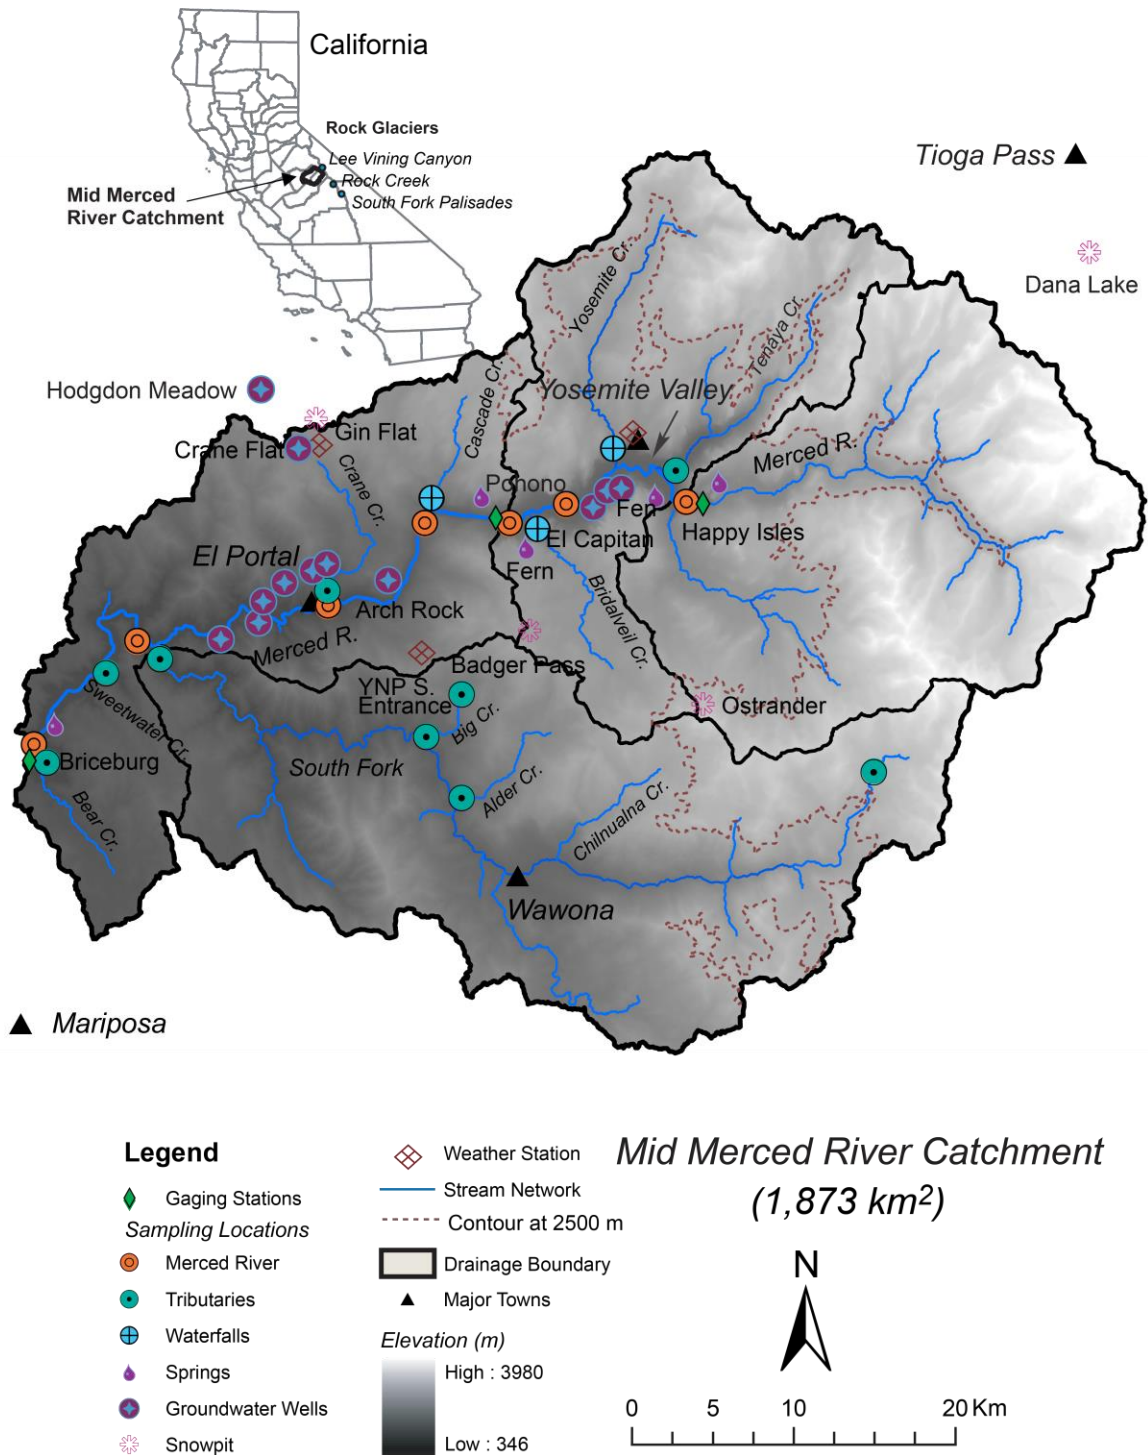 California
Rock Glaciers
Lee Vining Canyon
Rock Creek
South Fork Palisades
Mid Merced
River Catchment
Tioga Pass
Dana Lake
Hodgdon Meadow
Gin Flat
Crane Flat
Crane Cr.
Cascade Cr.
Yosemite Cr.
Tenaya Cr.
Yosemite Valley
Merced R.
Pohono
Fen
El Capitan
Happy Isles
Fern
El Portal
Arch Rock
Merced R.
Bridalveil Cr.
Badger Pass
YNP S.
Entrance
Ostrander
Sweetwater Cr.
Big Cr.
South Fork
Briceburg
Bear Cr.
Alder Cr.
Chilnualna Cr.
Wawona
Mariposa
Legend
Gaging Stations
Sampling Locations
Merced River
Tributaries
Waterfalls
Springs
Groundwater Wells
Snowpit
Weather Station
Stream Network
Contour at 2500 m
Drainage Boundary
Major Towns
Elevation (m)
High : 3980
Low : 346
Mid Merced River Catchment
(1,873 km²)
N
0 5 10 20 Km